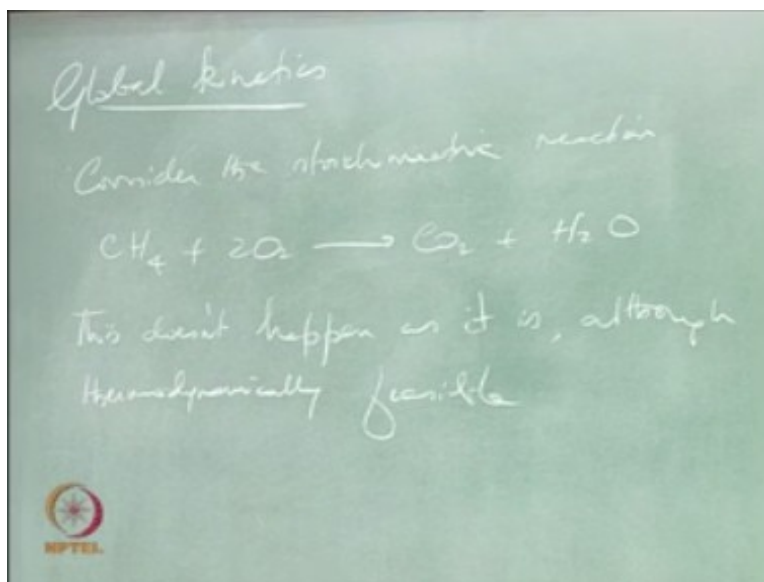 Global kinetics
Consider the stoichiometric reaction
CH₄ + 2O₂ ⟶ CO₂ + H₂O
This doesn't happen as it is, although
thermodynamically feasible
NPTEL